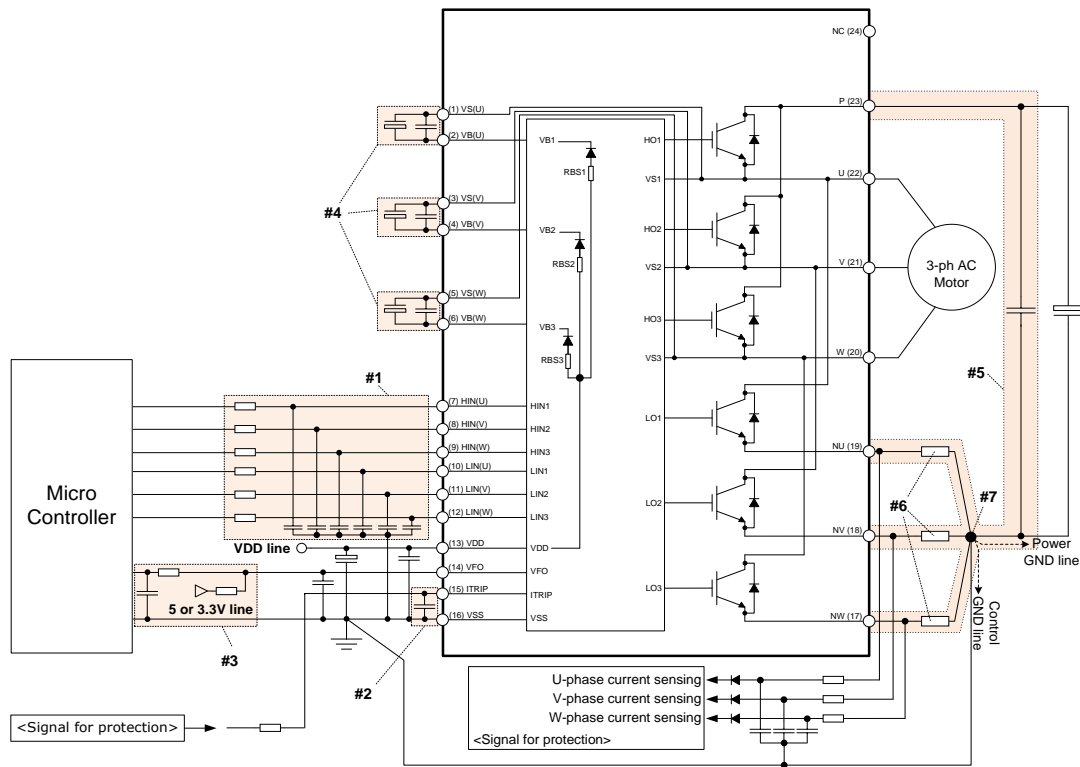 NC (24)
P (23)
U (22)
V (21)
W (20)
NU (19)
NV (18)
NW (17)
(1) VS(U)
(2) VB(U)
(3) VS(V)
(4) VB(V)
(5) VS(W)
(6) VB(W)
(7) HIN(U)
(8) HIN(V)
(9) HIN(W)
(10) LIN(U)
(11) LIN(V)
(12) LIN(W)
(13) VDD
(14) VFO
(15) ITRIP
(16) VSS
VB1
RBS1
VB2
RBS2
VB3
RBS3
HIN1
HIN2
HIN3
LIN1
LIN2
LIN3
VDD
VFO
ITRIP
VSS
HO1
VS1
HO2
VS2
HO3
VS3
LO1
LO2
LO3
3-ph AC
Motor
#4
#1
#5
#6
#7
Power
GND line
Control
GND line
Micro
Controller
VDD line
5 or 3.3V line
#3
#2
<Signal for protection>
U-phase current sensing
V-phase current sensing
W-phase current sensing
<Signal for protection>